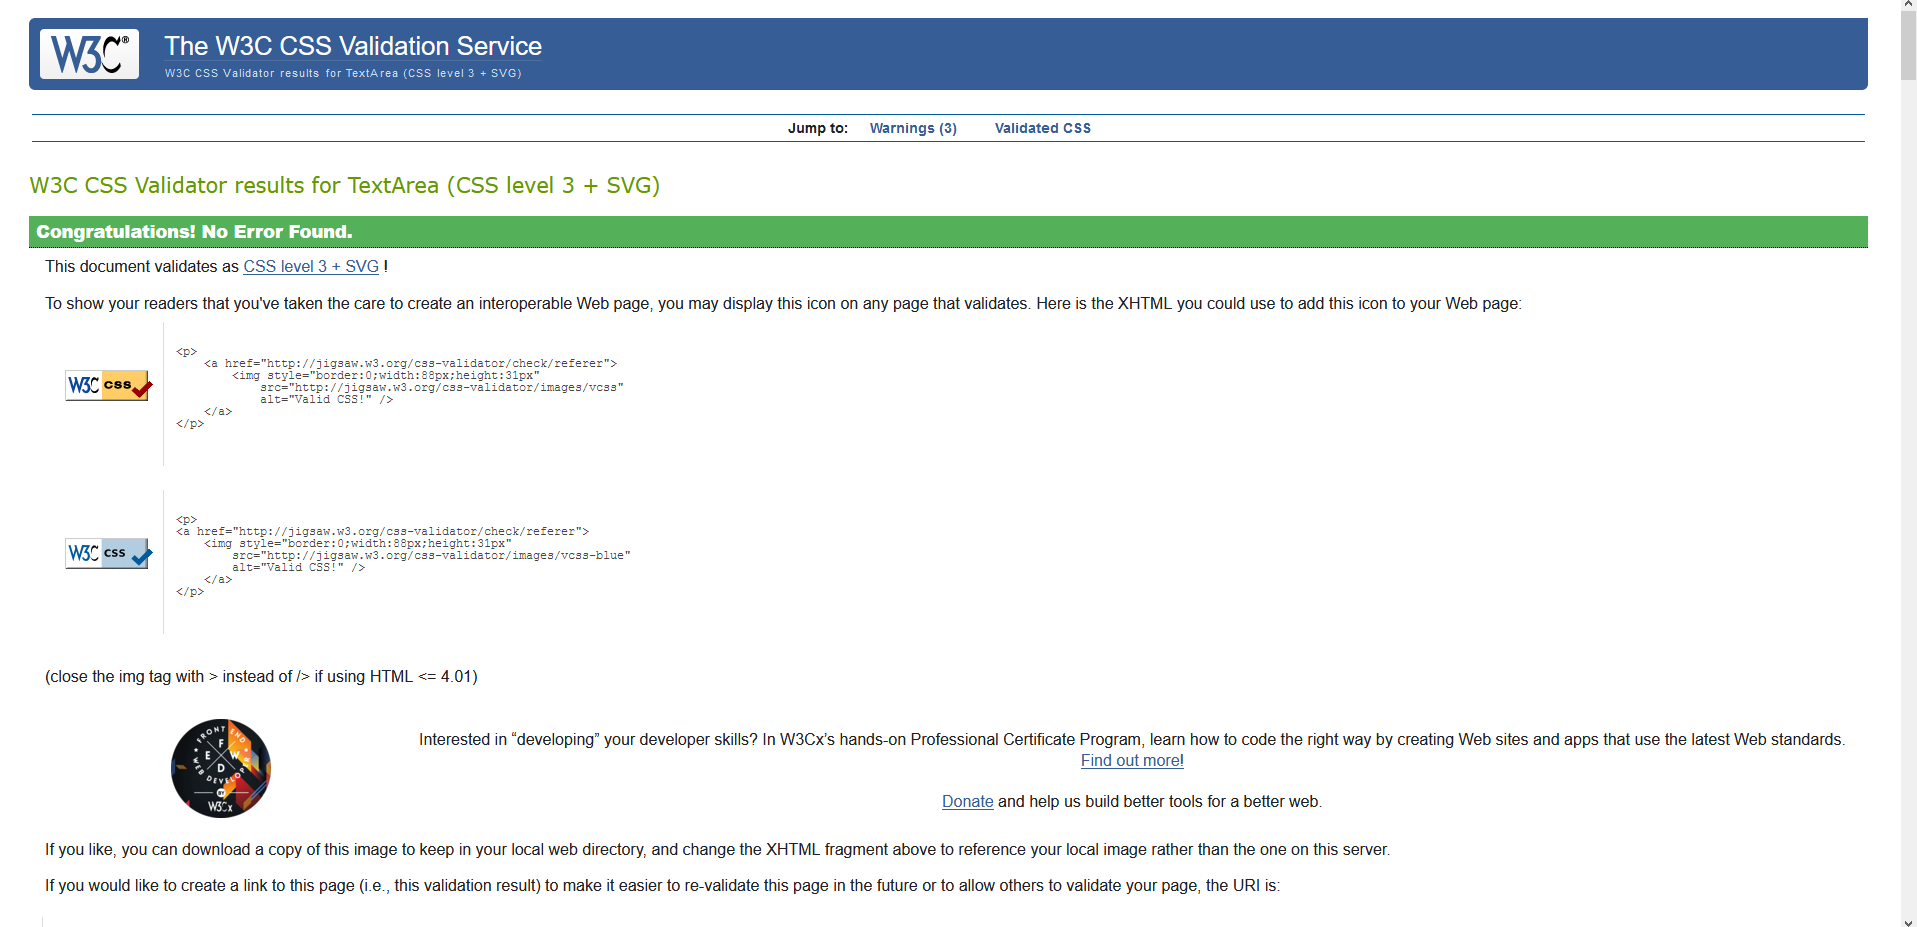 W3C®
The W3C CSS Validation Service
W3C CSS Validator results for TextArea (CSS level 3 + SVG)
Jump to: Warnings (3) Validated CSS
W3C CSS Validator results for TextArea (CSS level 3 + SVG)
Congratulations! No Error Found.
This document validates as CSS level 3 + SVG !
To show your readers that you've taken the care to create an interoperable Web page, you may display this icon on any page that validates. Here is the XHTML you could use to add this icon to your Web page:
W3C css
<p>
<a href="http://jigsaw.w3.org/css-validator/check/referer">
<img style="border:0;width:88px;height:31px"
src="http://jigsaw.w3.org/css-validator/images/vcss"
alt="Valid CSS!" />
</a>
</p>
W3C css
<p>
<a href="http://jigsaw.w3.org/css-validator/check/referer">
<img style="border:0;width:88px;height:31px"
src="http://jigsaw.w3.org/css-validator/images/vcss-blue"
alt="Valid CSS!" />
</a>
</p>
(close the img tag with > instead of /> if using HTML <= 4.01)
FRONT END
F
E W
D
WEB DEVELOPER
BY
W3Cx
Interested in “developing” your developer skills? In W3Cx’s hands-on Professional Certificate Program, learn how to code the right way by creating Web sites and apps that use the latest Web standards.
Find out more!
Donate and help us build better tools for a better web.
If you like, you can download a copy of this image to keep in your local web directory, and change the XHTML fragment above to reference your local image rather than the one on this server.
If you would like to create a link to this page (i.e., this validation result) to make it easier to re-validate this page in the future or to allow others to validate your page, the URI is: